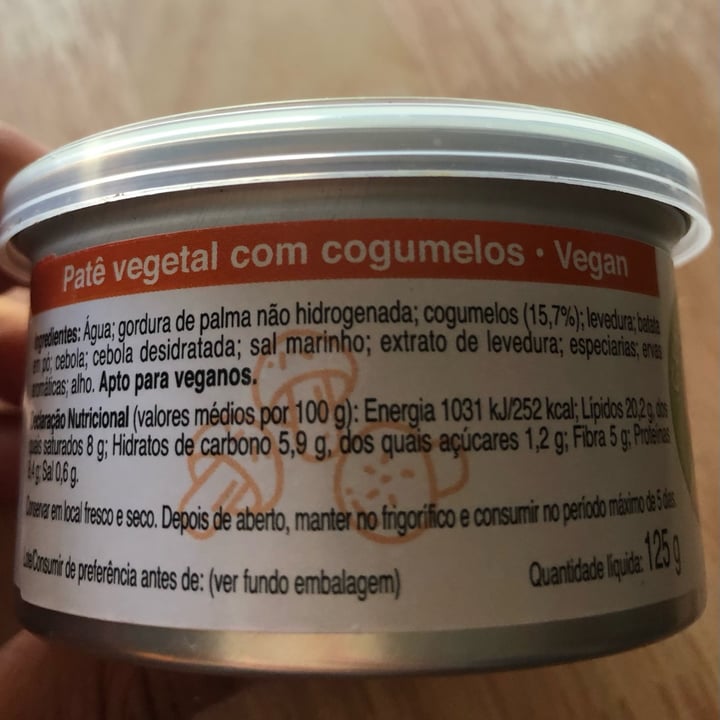 Patê vegetal com cogumelos • Vegan
Ingredientes: Água; gordura de palma não hidrogenada; cogumelos (15,7%); levedura; batata
em pó; cebola; cebola desidratada; sal marinho; extrato de levedura; especiarias; ervas
aromáticas; alho. Apto para veganos.
Declaração Nutricional (valores médios por 100 g): Energia 1031 kJ/252 kcal; Lípidos 20,2 g, dos
quais saturados 8 g; Hidratos de carbono 5,9 g, dos quais açúcares 1,2 g; Fibra 5 g; Proteínas
g; Sal 0,6 g.
Conservar em local fresco e seco. Depois de aberto, manter no frigorífico e consumir no período máximo de 5 dias.
Lote/Consumir de preferência antes de: (ver fundo embalagem)
Quantidade líquida: 125 g